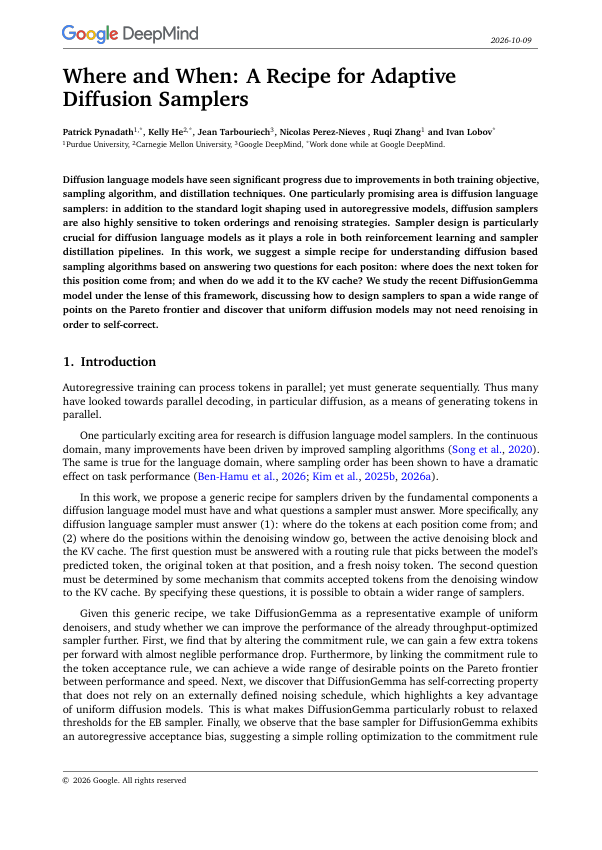 Google DeepMind
2026-10-09
Where and When: A Recipe for Adaptive
Diffusion Samplers
Patrick Pynadath1,*, Kelly He2,*, Jean Tarbouriech3, Nicolas Perez-Nieves , Ruqi Zhang1 and Ivan Lobov*
1Purdue University, 2Carnegie Mellon University, 3Google DeepMind, *Work done while at Google DeepMind.
Diffusion language models have seen significant progress due to improvements in both training objective,
sampling algorithm, and distillation techniques. One particularly promising area is diffusion language
samplers: in addition to the standard logit shaping used in autoregressive models, diffusion samplers
are also highly sensitive to token orderings and renoising strategies. Sampler design is particularly
crucial for diffusion language models as it plays a role in both reinforcement learning and sampler
distillation pipelines. In this work, we suggest a simple recipe for understanding diffusion based
sampling algorithms based on answering two questions for each positon: where does the next token for
this position come from; and when do we add it to the KV cache? We study the recent DiffusionGemma
model under the lense of this framework, discussing how to design samplers to span a wide range of
points on the Pareto frontier and discover that uniform diffusion models may not need renoising in
order to self-correct.
1. Introduction
Autoregressive training can process tokens in parallel; yet must generate sequentially. Thus many
have looked towards parallel decoding, in particular diffusion, as a means of generating tokens in
parallel.
One particularly exciting area for research is diffusion language model samplers. In the continuous
domain, many improvements have been driven by improved sampling algorithms (Song et al., 2020).
The same is true for the language domain, where sampling order has been shown to have a dramatic
effect on task performance (Ben-Hamu et al., 2026; Kim et al., 2025b, 2026a).
In this work, we propose a generic recipe for samplers driven by the fundamental components a
diffusion language model must have and what questions a sampler must answer. More specifically, any
diffusion language sampler must answer (1): where do the tokens at each position come from; and
(2) where do the positions within the denoising window go, between the active denoising block and
the KV cache. The first question must be answered with a routing rule that picks between the model's
predicted token, the original token at that position, and a fresh noisy token. The second question
must be determined by some mechanism that commits accepted tokens from the denoising window
to the KV cache. By specifying these questions, it is possible to obtain a wider range of samplers.
Given this generic recipe, we take DiffusionGemma as a representative example of uniform
denoisers, and study whether we can improve the performance of the already throughput-optimized
sampler further. First, we find that by altering the commitment rule, we can gain a few extra tokens
per forward with almost neglible performance drop. Furthermore, by linking the commitment rule to
the token acceptance rule, we can achieve a wide range of desirable points on the Pareto frontier
between performance and speed. Next, we discover that DiffusionGemma has self-correcting property
that does not rely on an externally defined noising schedule, which highlights a key advantage
of uniform diffusion models. This is what makes DiffusionGemma particularly robust to relaxed
thresholds for the EB sampler. Finally, we observe that the base sampler for DiffusionGemma exhibits
an autoregressive acceptance bias, suggesting a simple rolling optimization to the commitment rule
© 2026 Google. All rights reserved